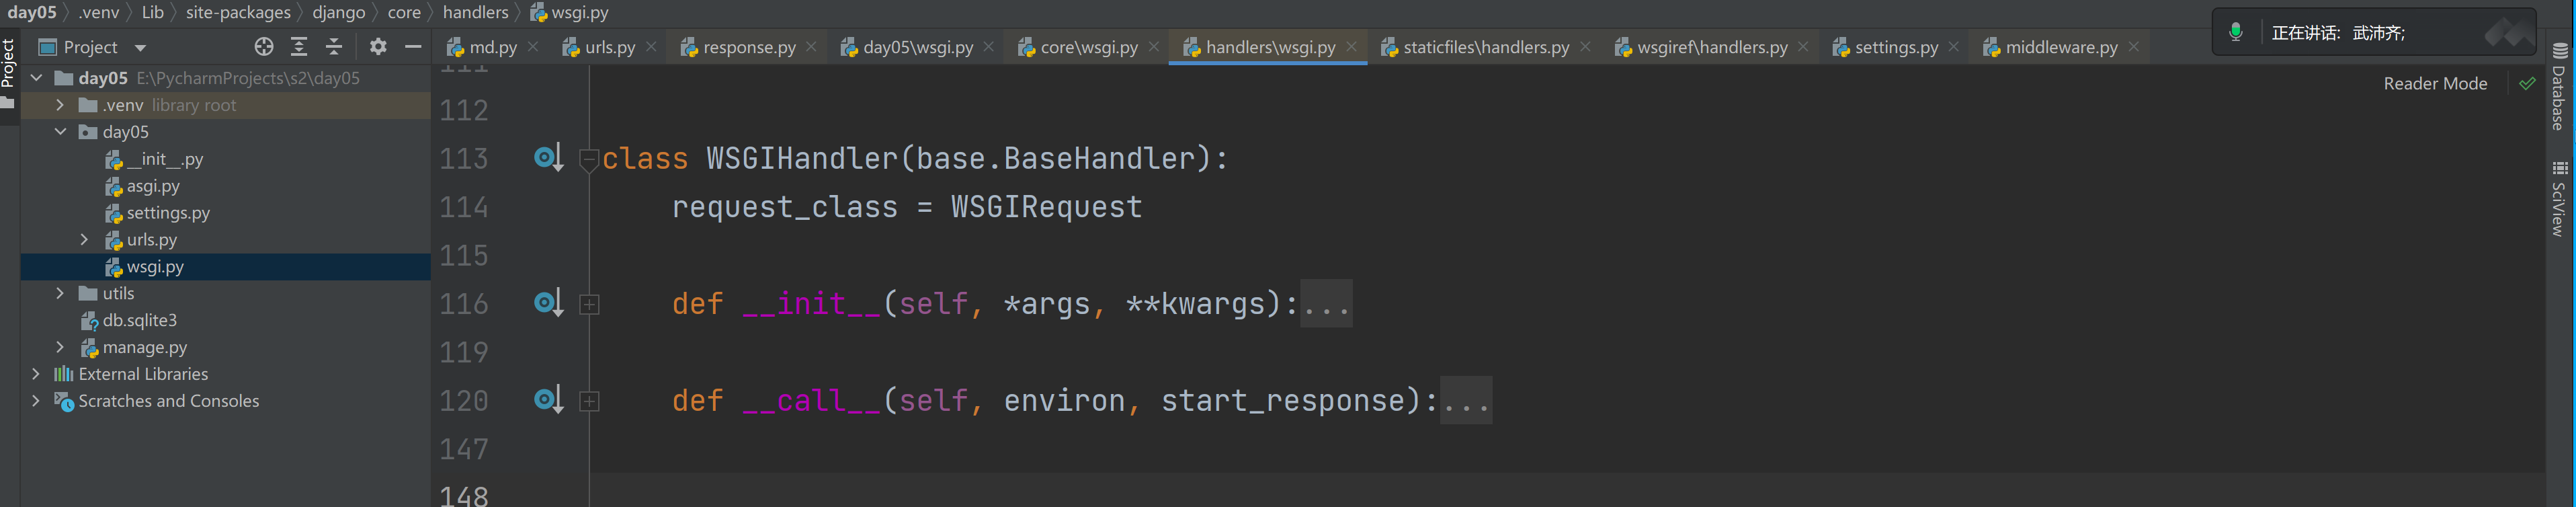 day05 .venv Lib site-packages django core handlers wsgi.py
正在讲话: 武沛齐;
Project
Project
md.py urls.py response.py day05\wsgi.py core\wsgi.py handlers\wsgi.py staticfiles\handlers.py wsgiref\handlers.py settings.py middleware.py
day05 E:\PycharmProjects\s2\day05
.venv library root
day05
__init__.py
asgi.py
settings.py
urls.py
wsgi.py
utils
db.sqlite3
manage.py
External Libraries
Scratches and Consoles
Reader Mode
111
112
113 class WSGIHandler(base.BaseHandler):
114 request_class = WSGIRequest
115
116 def __init__(self, *args, **kwargs):...
119
120 def __call__(self, environ, start_response):...
147
148
Database
SciView